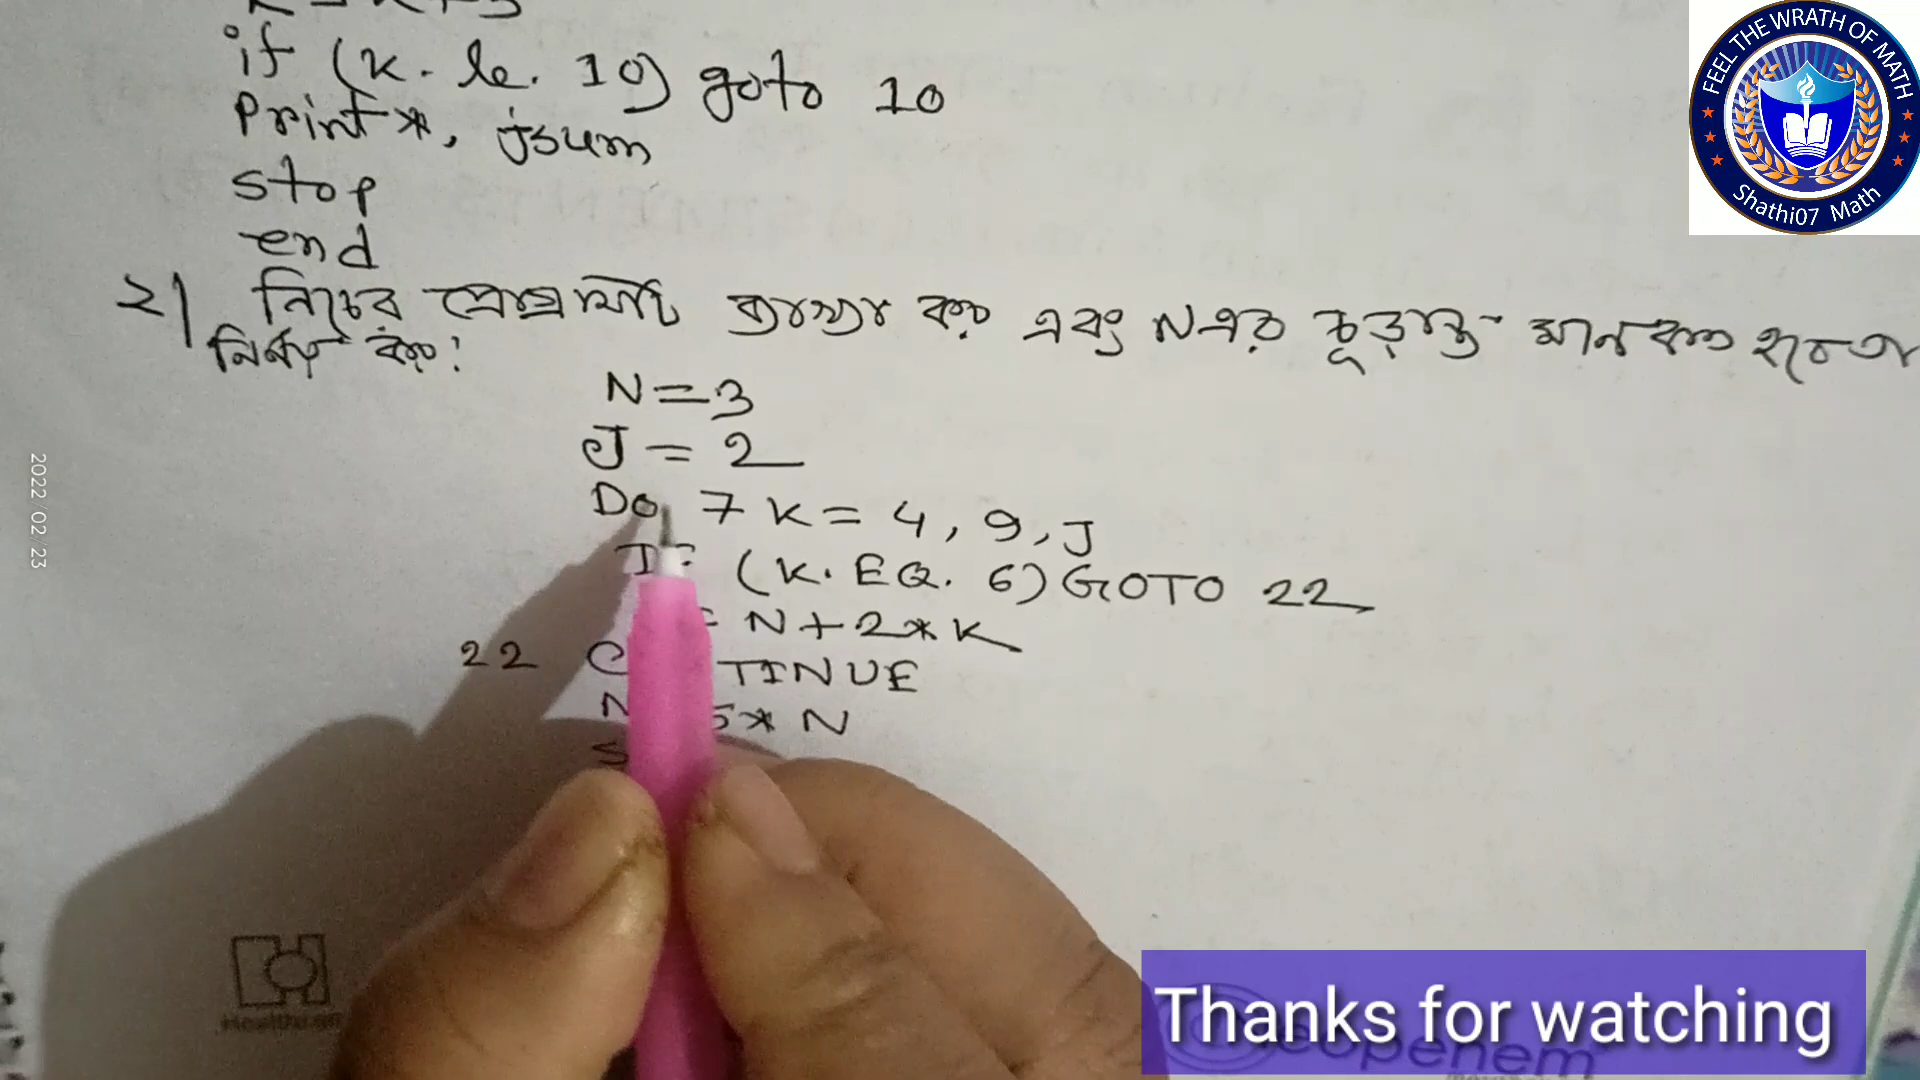 if (k. le. 10) goto 10
Print*, jsum
stop
end
২| নিচের প্রোগ্রামটি ব্যাখ্যা কর এবং N এর চূড়ান্ত মান কত হবে তা
নির্ণয় কর!
N=3
J=2
DO 7 K=4,9,J
IF (K.EQ.6) GOTO 22
= N+2*K
22 C TINUE
N 5*N
S
FEEL THE WRATH OF MATH
Shathi07 Math
2022/02/23
Thanks for watching